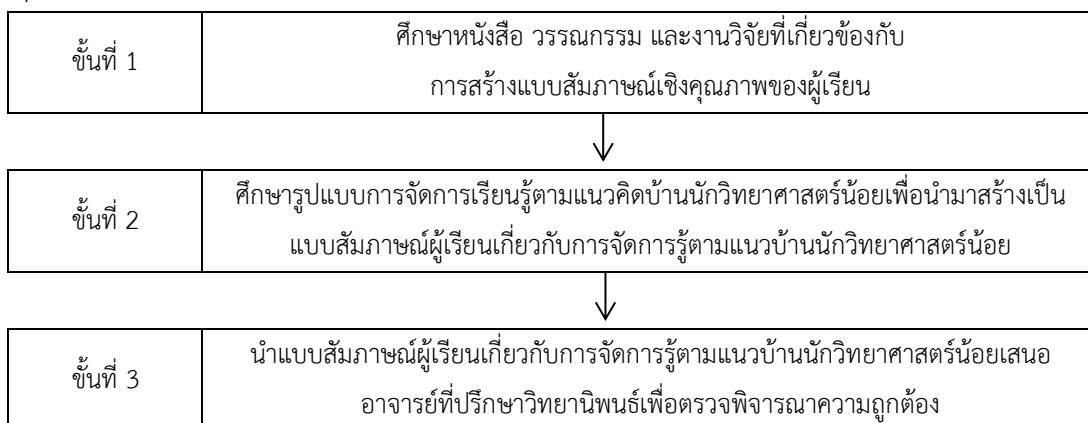 ขั้นที่ 1
ศึกษาหนังสือ วรรณกรรม และงานวิจัยที่เกี่ยวข้องกับ
การสร้างแบบสัมภาษณ์เชิงคุณภาพของผู้เรียน
ขั้นที่ 2
ศึกษารูปแบบการจัดการเรียนรู้ตามแนวคิดบ้านนักวิทยาศาสตร์น้อยเพื่อนำมาสร้างเป็น
แบบสัมภาษณ์ผู้เรียนเกี่ยวกับการจัดการรู้ตามแนวบ้านนักวิทยาศาสตร์น้อย
ขั้นที่ 3
นำแบบสัมภาษณ์ผู้เรียนเกี่ยวกับการจัดการรู้ตามแนวบ้านนักวิทยาศาสตร์น้อยเสนอ
อาจารย์ที่ปรึกษาวิทยานิพนธ์เพื่อตรวจพิจารณาความถูกต้อง